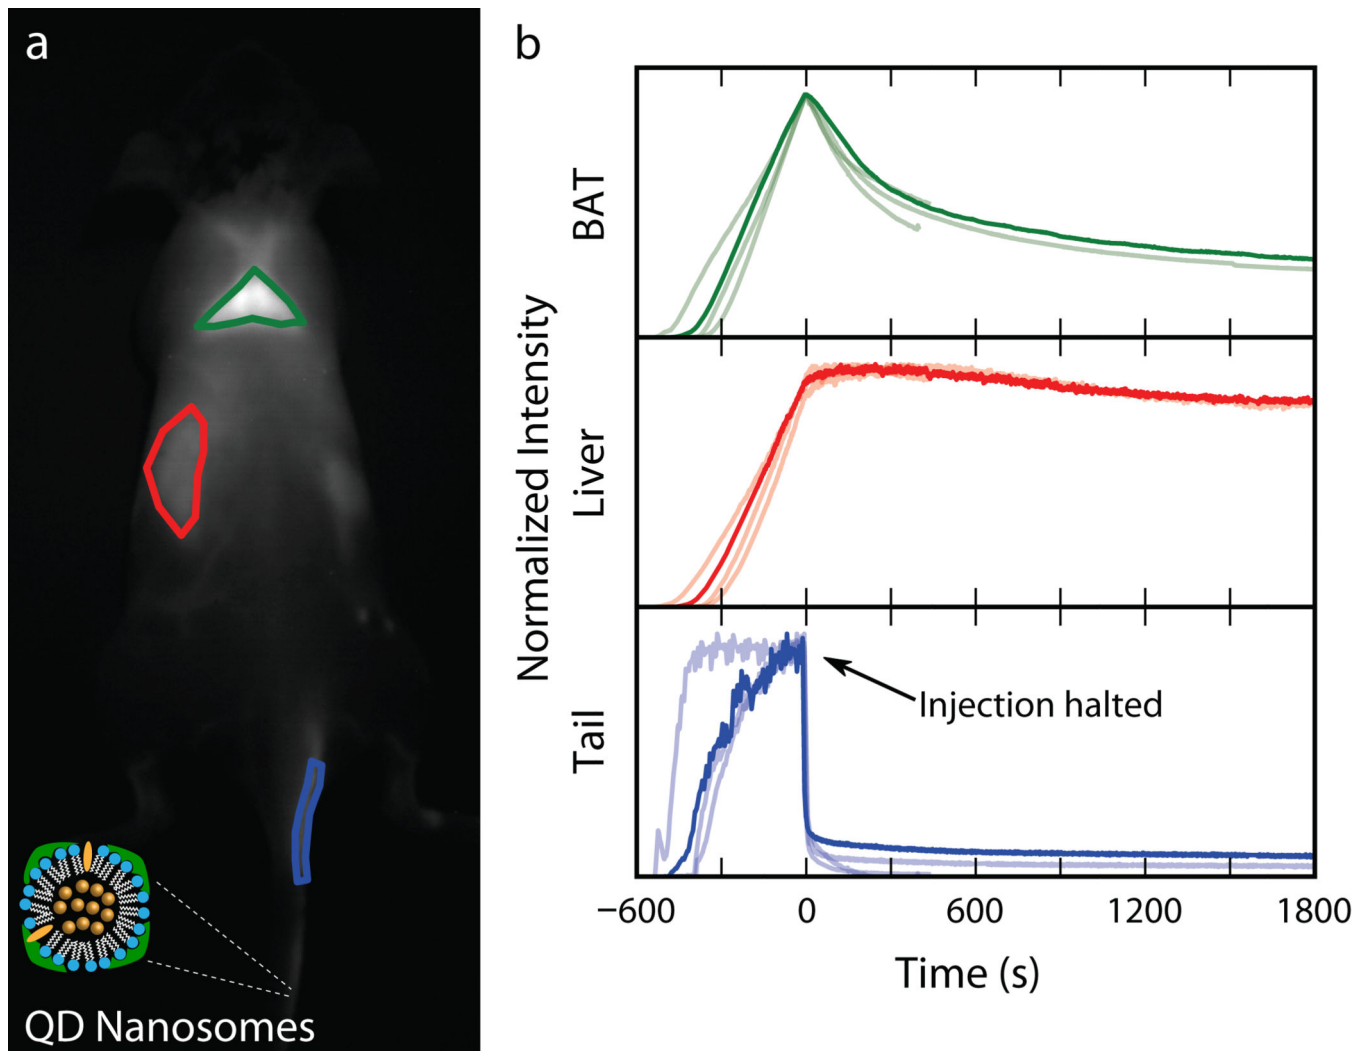 a
QD Nanosomes
b
Normalized Intensity
BAT
Liver
Tail
Injection halted
−600 0 600 1200 1800
Time (s)